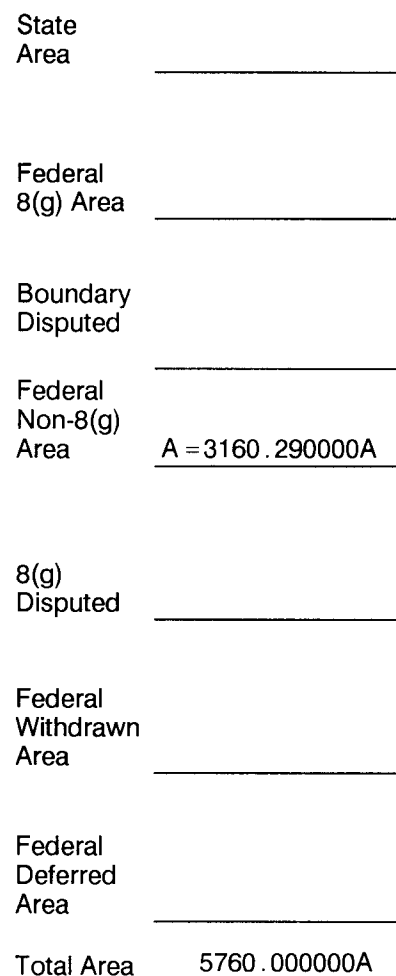 State
Area
Federal
8(g) Area
Boundary
Disputed
Federal
Non-8(g)
Area A =3160.290000A
8(g)
Disputed
Federal
Withdrawn
Area
Federal
Deferred
Area
Total Area 5760.000000A